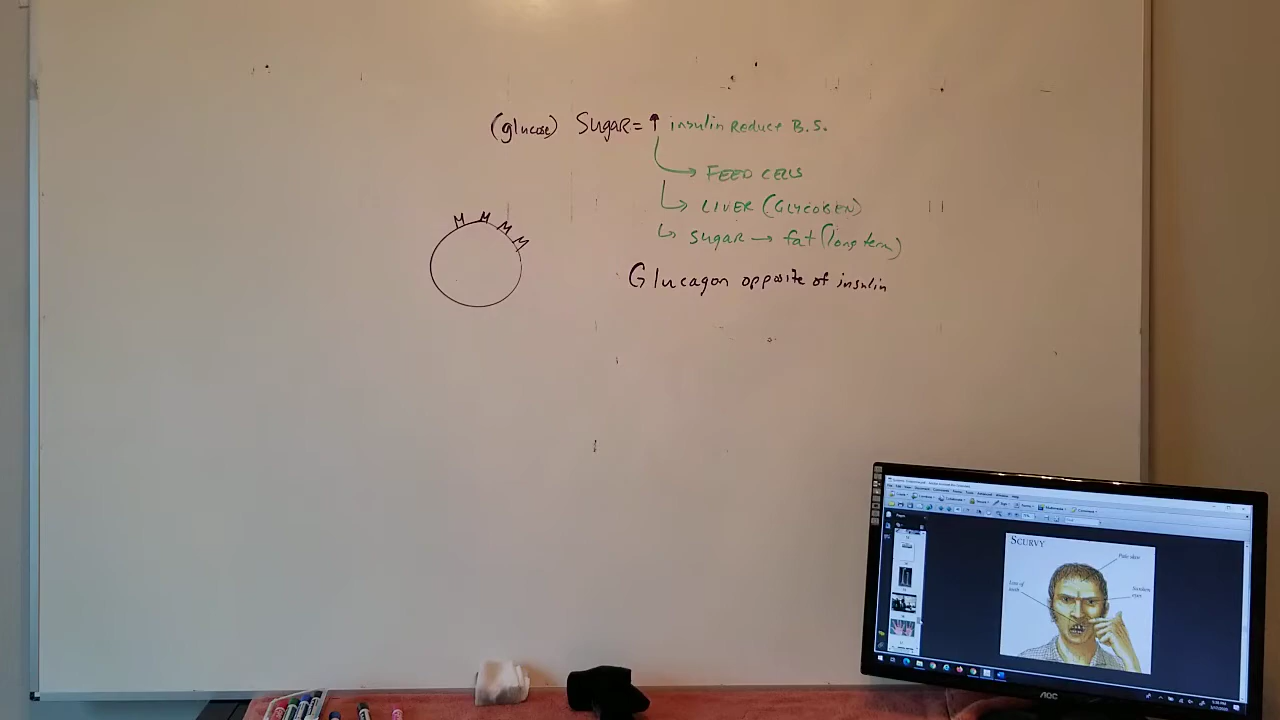 (glucose) Sugar = ↑ insulin Reduce B.S.
→ FEED CELLS
→ LIVER (GLYCOGEN)
→ sugar → fat (long term)
M M M M
Glucagon opposite of insulin
SCURVY
Pale skin
Loss of teeth
Sunken eyes
AOC